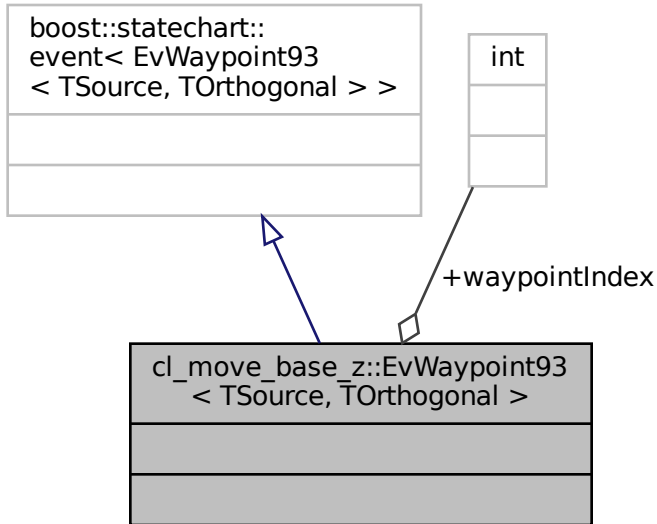 boost::statechart::
event< EvWaypoint93
< TSource, TOrthogonal > >
int
+waypointIndex
cl_move_base_z::EvWaypoint93
< TSource, TOrthogonal >